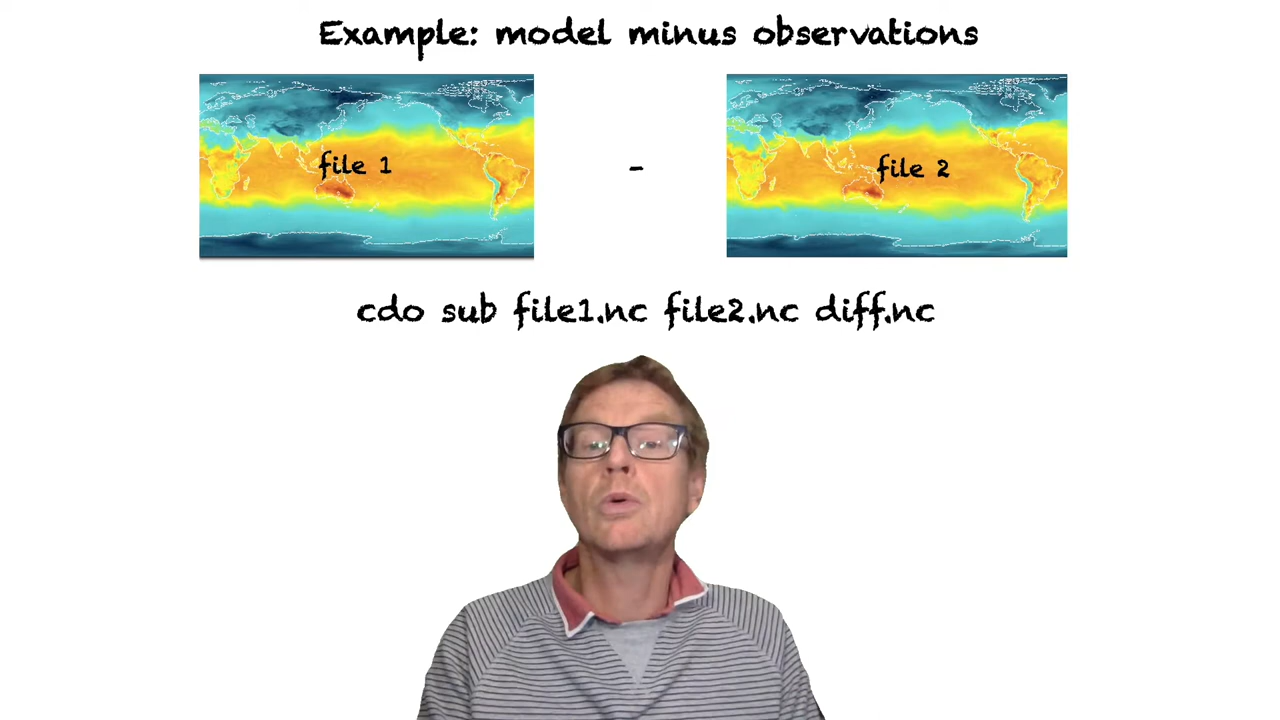 Example: model minus observations
file 1 - file 2
cdo sub file1.nc file2.nc diff.nc